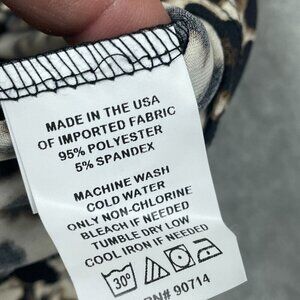 MADE IN THE USA
OF IMPORTED FABRIC
95% POLYESTER
5% SPANDEX
MACHINE WASH
COLD WATER
ONLY NON-CHLORINE
BLEACH IF NEEDED
TUMBLE DRY LOW
COOL IRON IF NEEDED
30°
RN# 90714